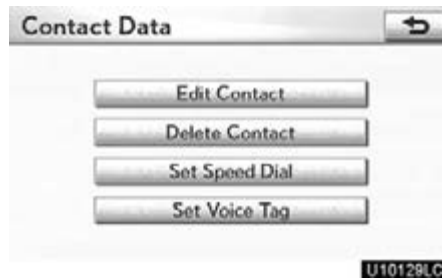 Contact Data
Edit Contact
Delete Contact
Set Speed Dial
Set Voice Tag
U10129LC